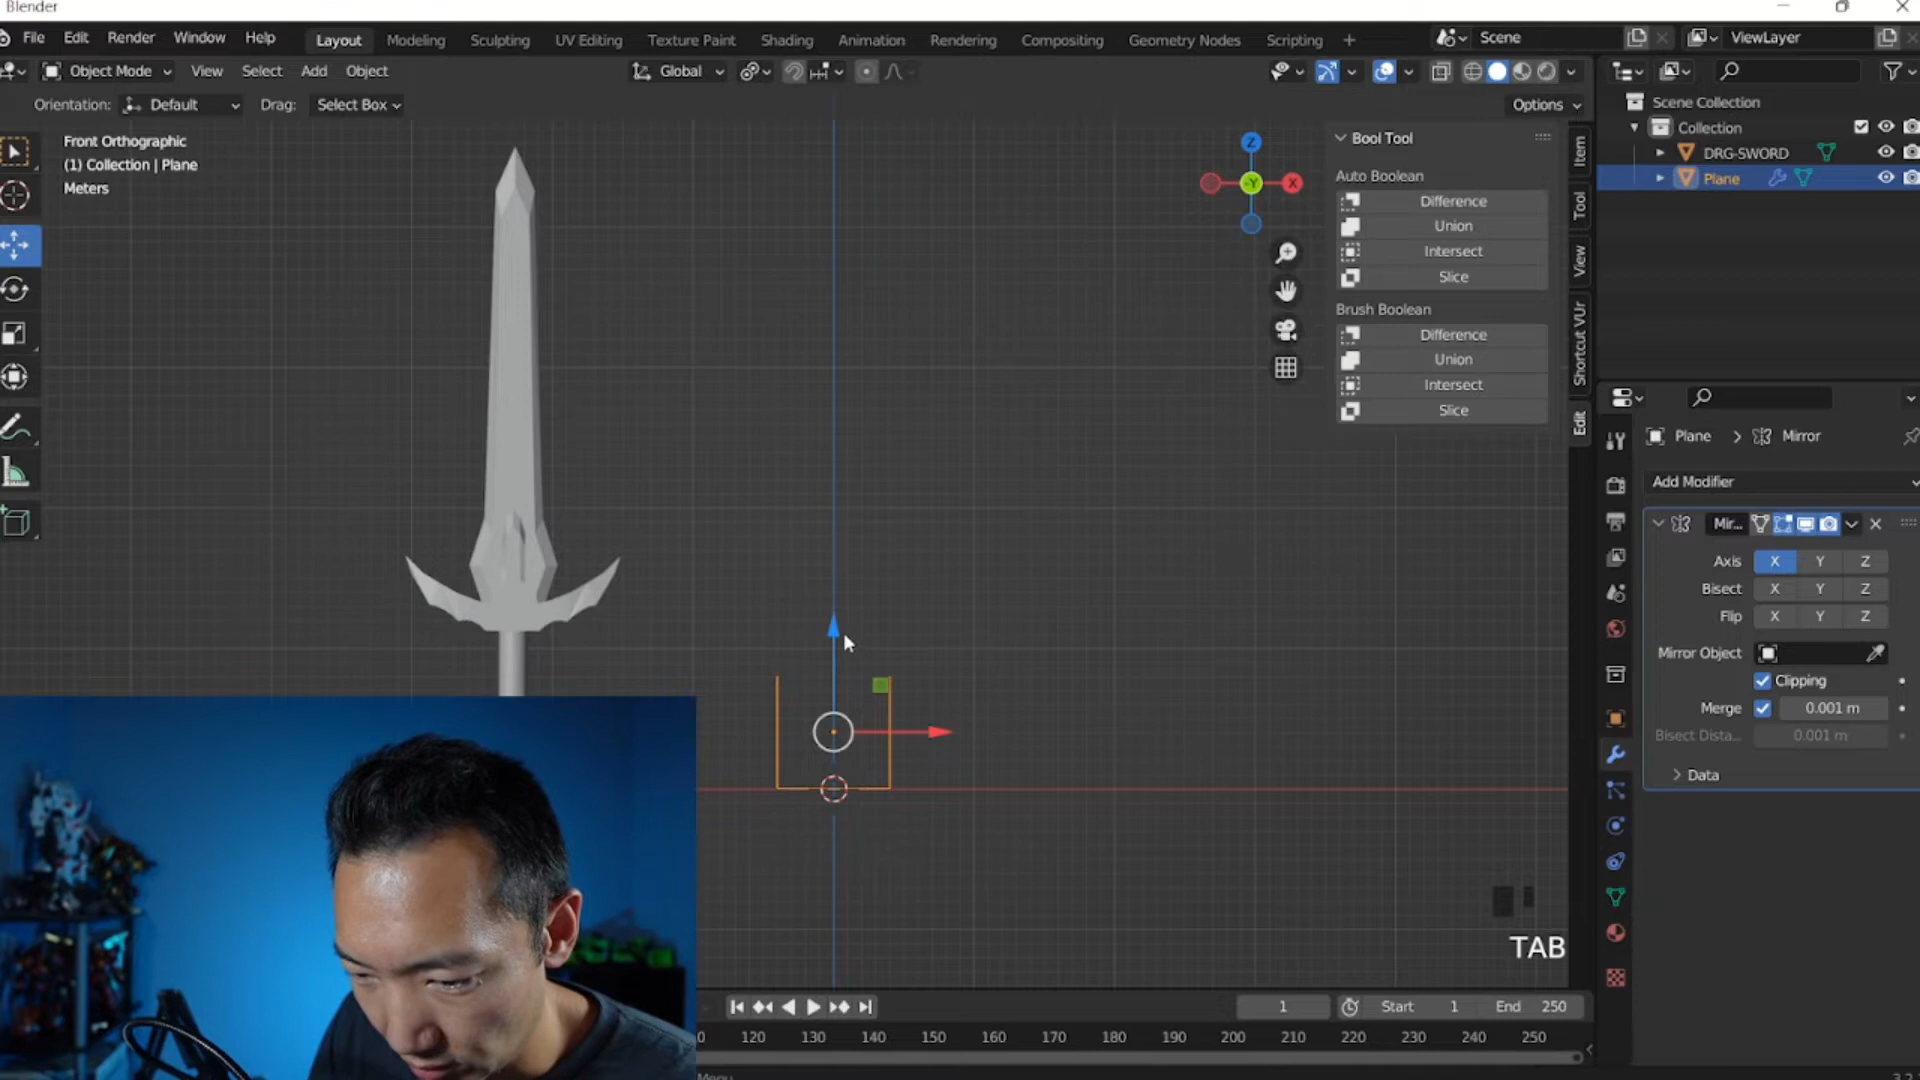 Blender
File Edit Render Window Help Layout Modeling Sculpting UV Editing Texture Paint Shading Animation Rendering Compositing Geometry Nodes Scripting + Scene ViewLayer
Object Mode View Select Add Object Global
Orientation: Default Drag: Select Box Options
Front Orthographic
(1) Collection | Plane
Meters
Z
-Y
X
Bool Tool
Auto Boolean
Difference
Union
Intersect
Slice
Brush Boolean
Difference
Union
Intersect
Slice
Item
Tool
View
Shortcut VUr
Edit
Scene Collection
Collection
DRG-SWORD
Plane
Plane > Mirror
Add Modifier
Mir...
Axis X Y Z
Bisect X Y Z
Flip X Y Z
Mirror Object
Clipping
Merge 0.001 m
Bisect Dista... 0.001 m
Data
TAB
1 Start 1 End 250
120 130 140 150 160 170 180 190 200 210 220 230 240 250